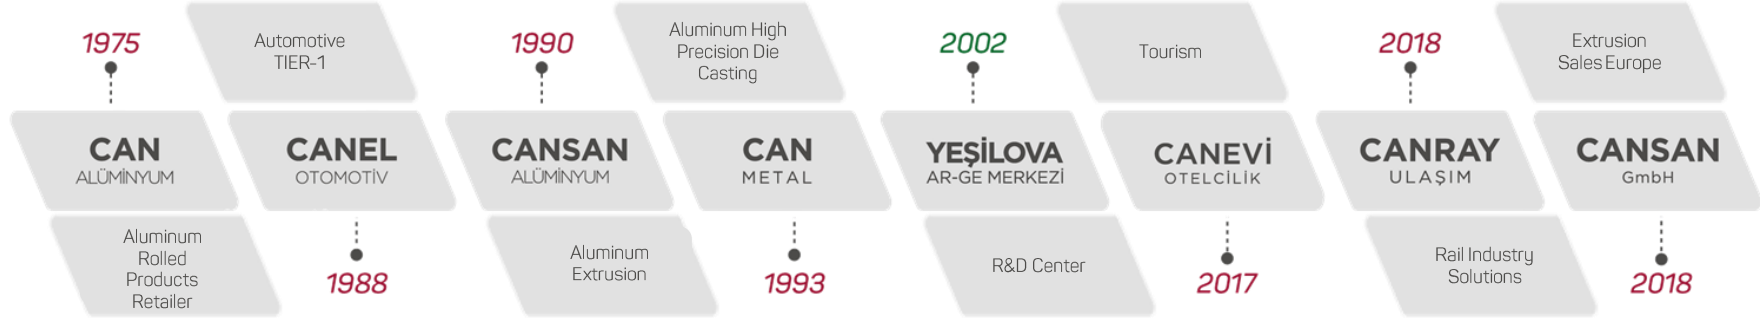 1975
CAN
ALÜMİNYUM
Aluminum
Rolled
Products
Retailer
Automotive
TIER-1
CANEL
OTOMOTİV
1988
1990
CANSAN
ALÜMİNYUM
Aluminum
Extrusion
Aluminum High
Precision Die
Casting
CAN
METAL
1993
2002
YEŞİLOVA
AR-GE MERKEZİ
R&D Center
Tourism
CANEVİ
OTELCİLİK
2017
2018
CANRAY
ULAŞIM
Rail Industry
Solutions
Extrusion
Sales Europe
CANSAN
GmbH
2018